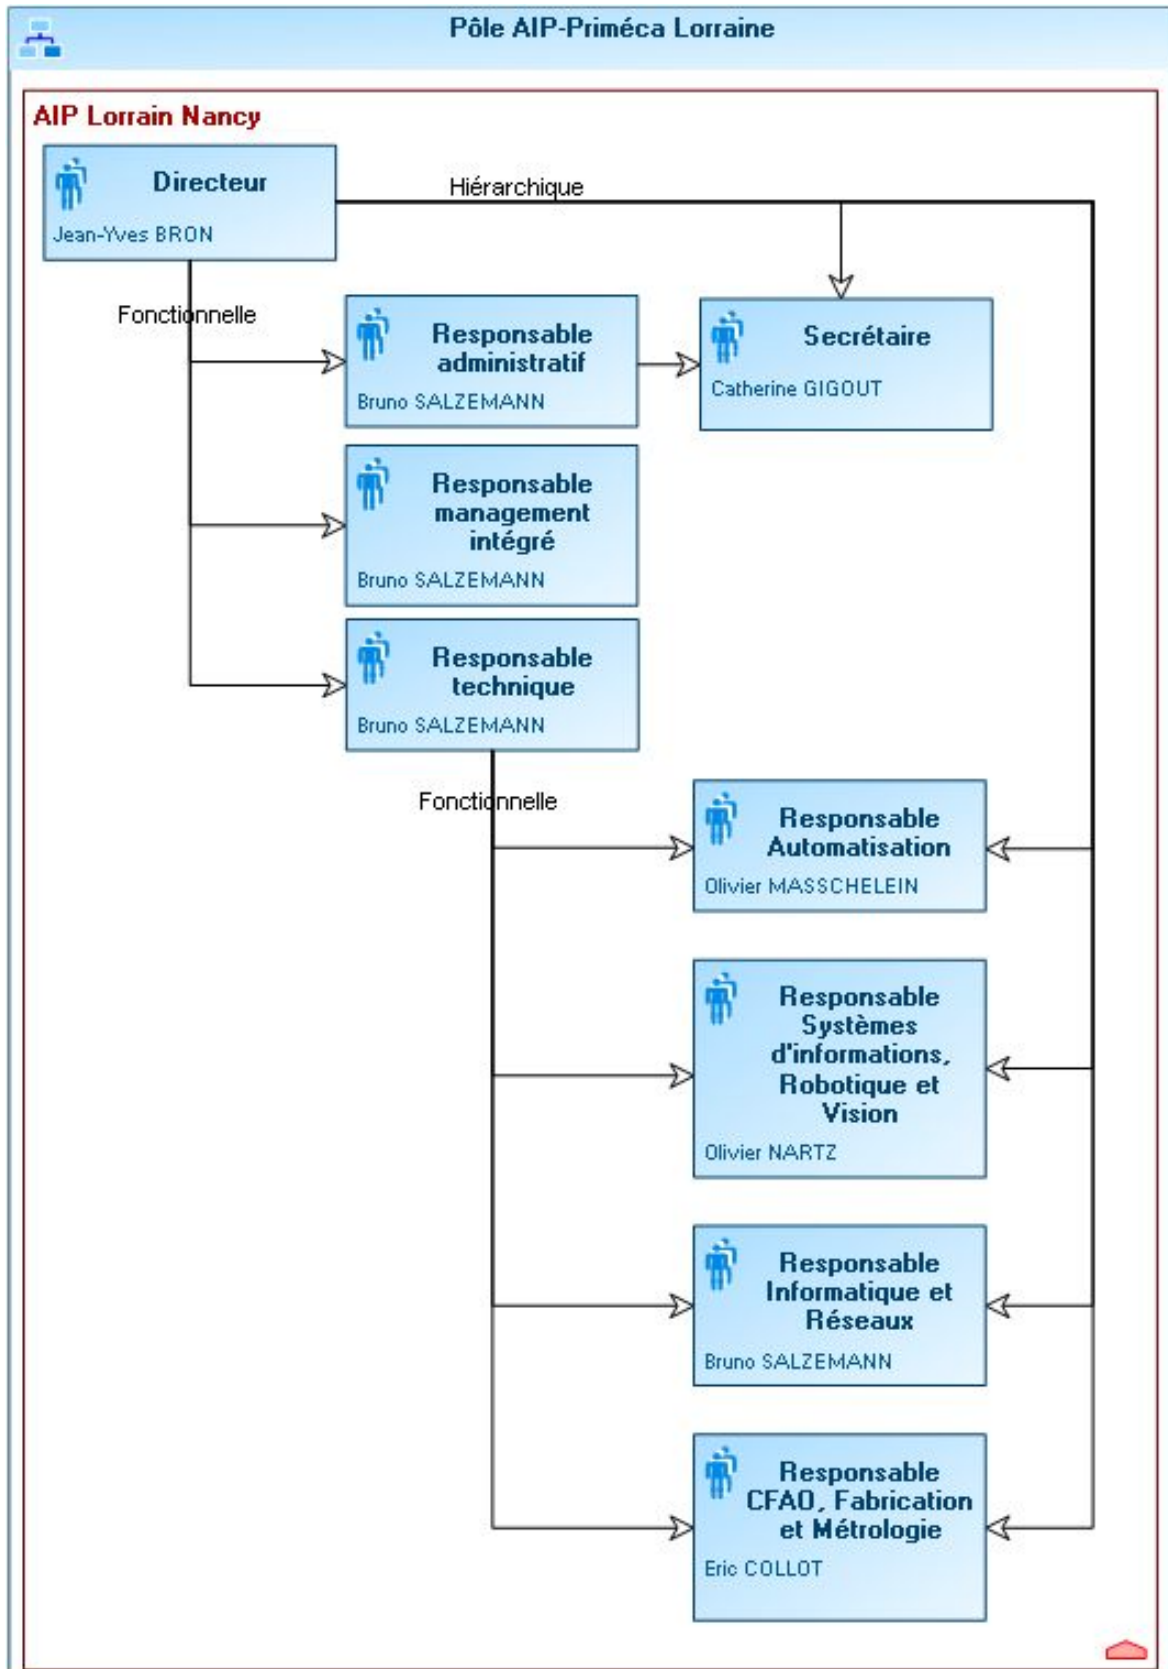 Pôle AIP-Priméca Lorraine
AIP Lorrain Nancy
Directeur
Jean-Yves BRON
Hiérarchique
Fonctionnelle
Responsable
administratif
Bruno SALZEMANN
Secrétaire
Catherine GIGOUT
Responsable
management
intégré
Bruno SALZEMANN
Responsable
technique
Bruno SALZEMANN
Fonctionnelle
Responsable
Automatisation
Olivier MASSCHELEIN
Responsable
Systèmes
d'informations,
Robotique et
Vision
Olivier NARTZ
Responsable
Informatique et
Réseaux
Bruno SALZEMANN
Responsable
CFAO, Fabrication
et Métrologie
Eric COLLOT